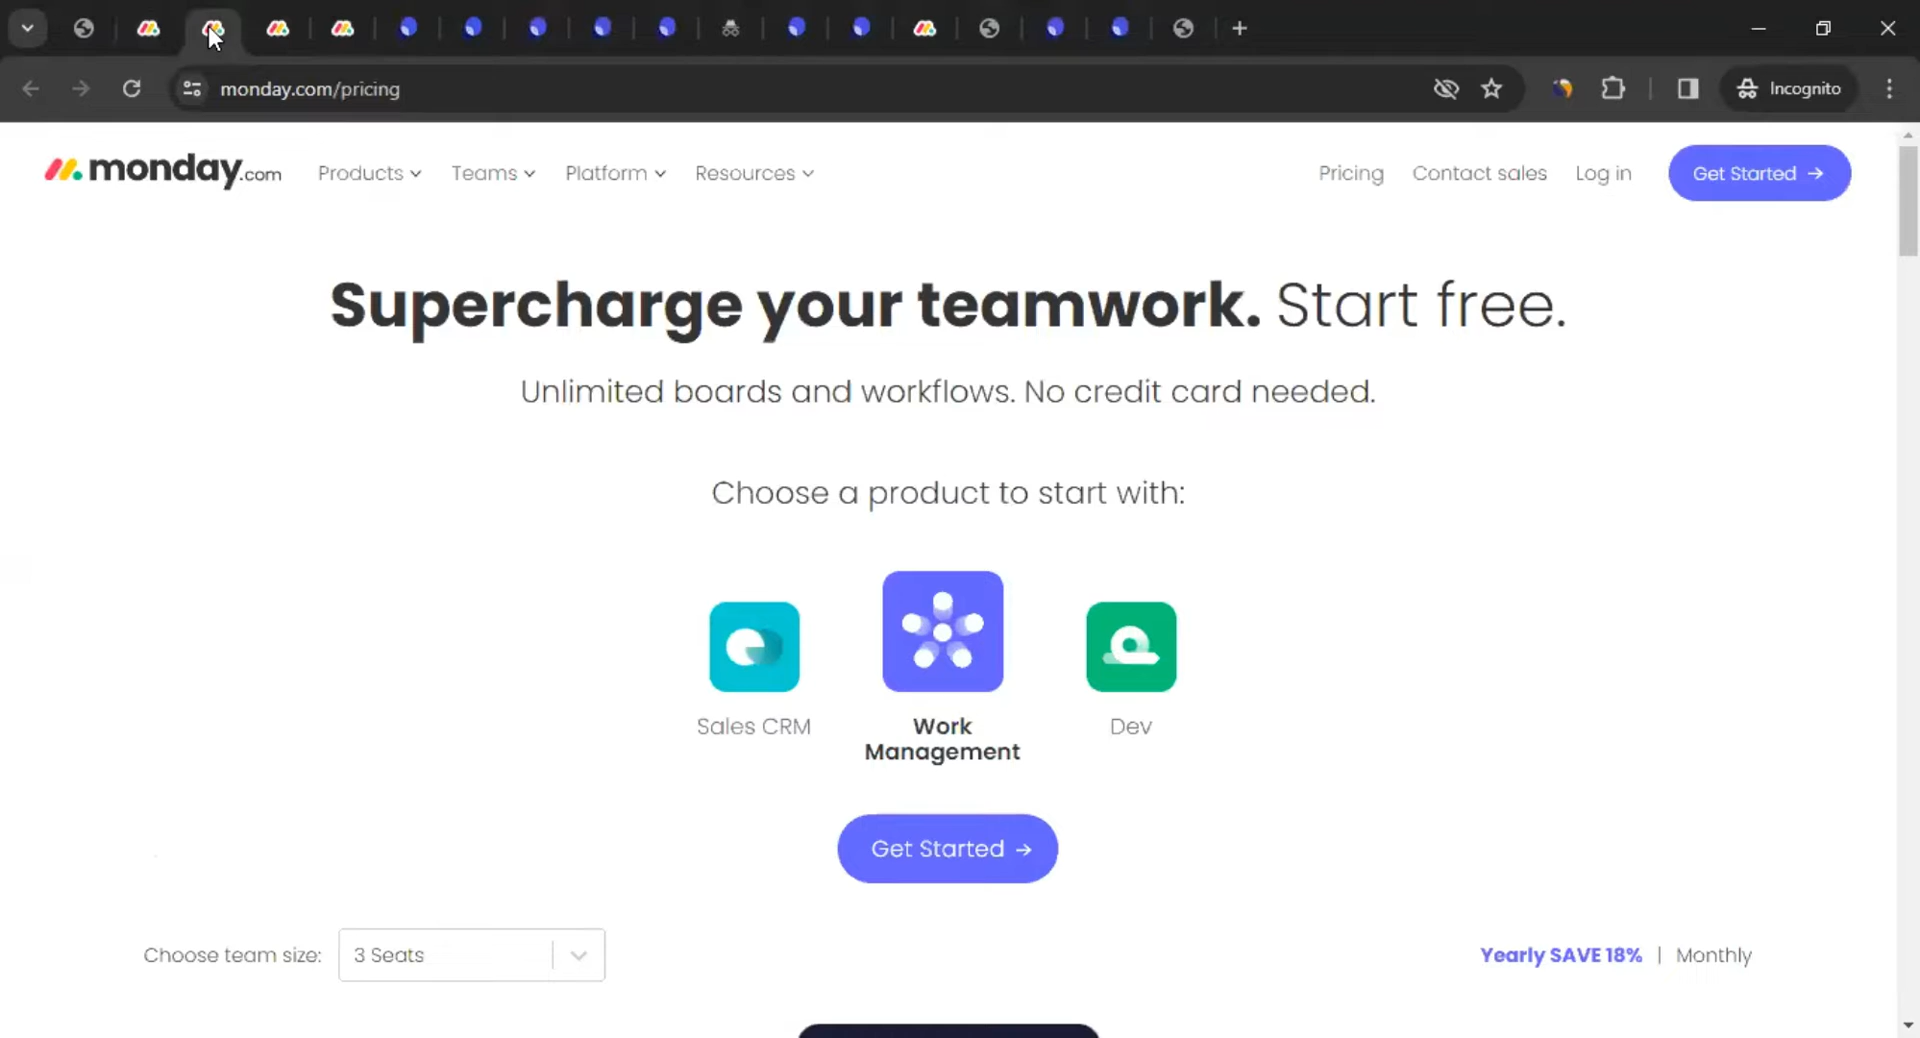 monday.com/pricing
Incognito
monday.com
Products
Teams
Platform
Resources
Pricing
Contact sales
Log in
Get Started →
Supercharge your teamwork. Start free.
Unlimited boards and workflows. No credit card needed.
Choose a product to start with:
Sales CRM
Work
Management
Dev
Get Started →
Choose team size:
3 Seats
Yearly SAVE 18% | Monthly